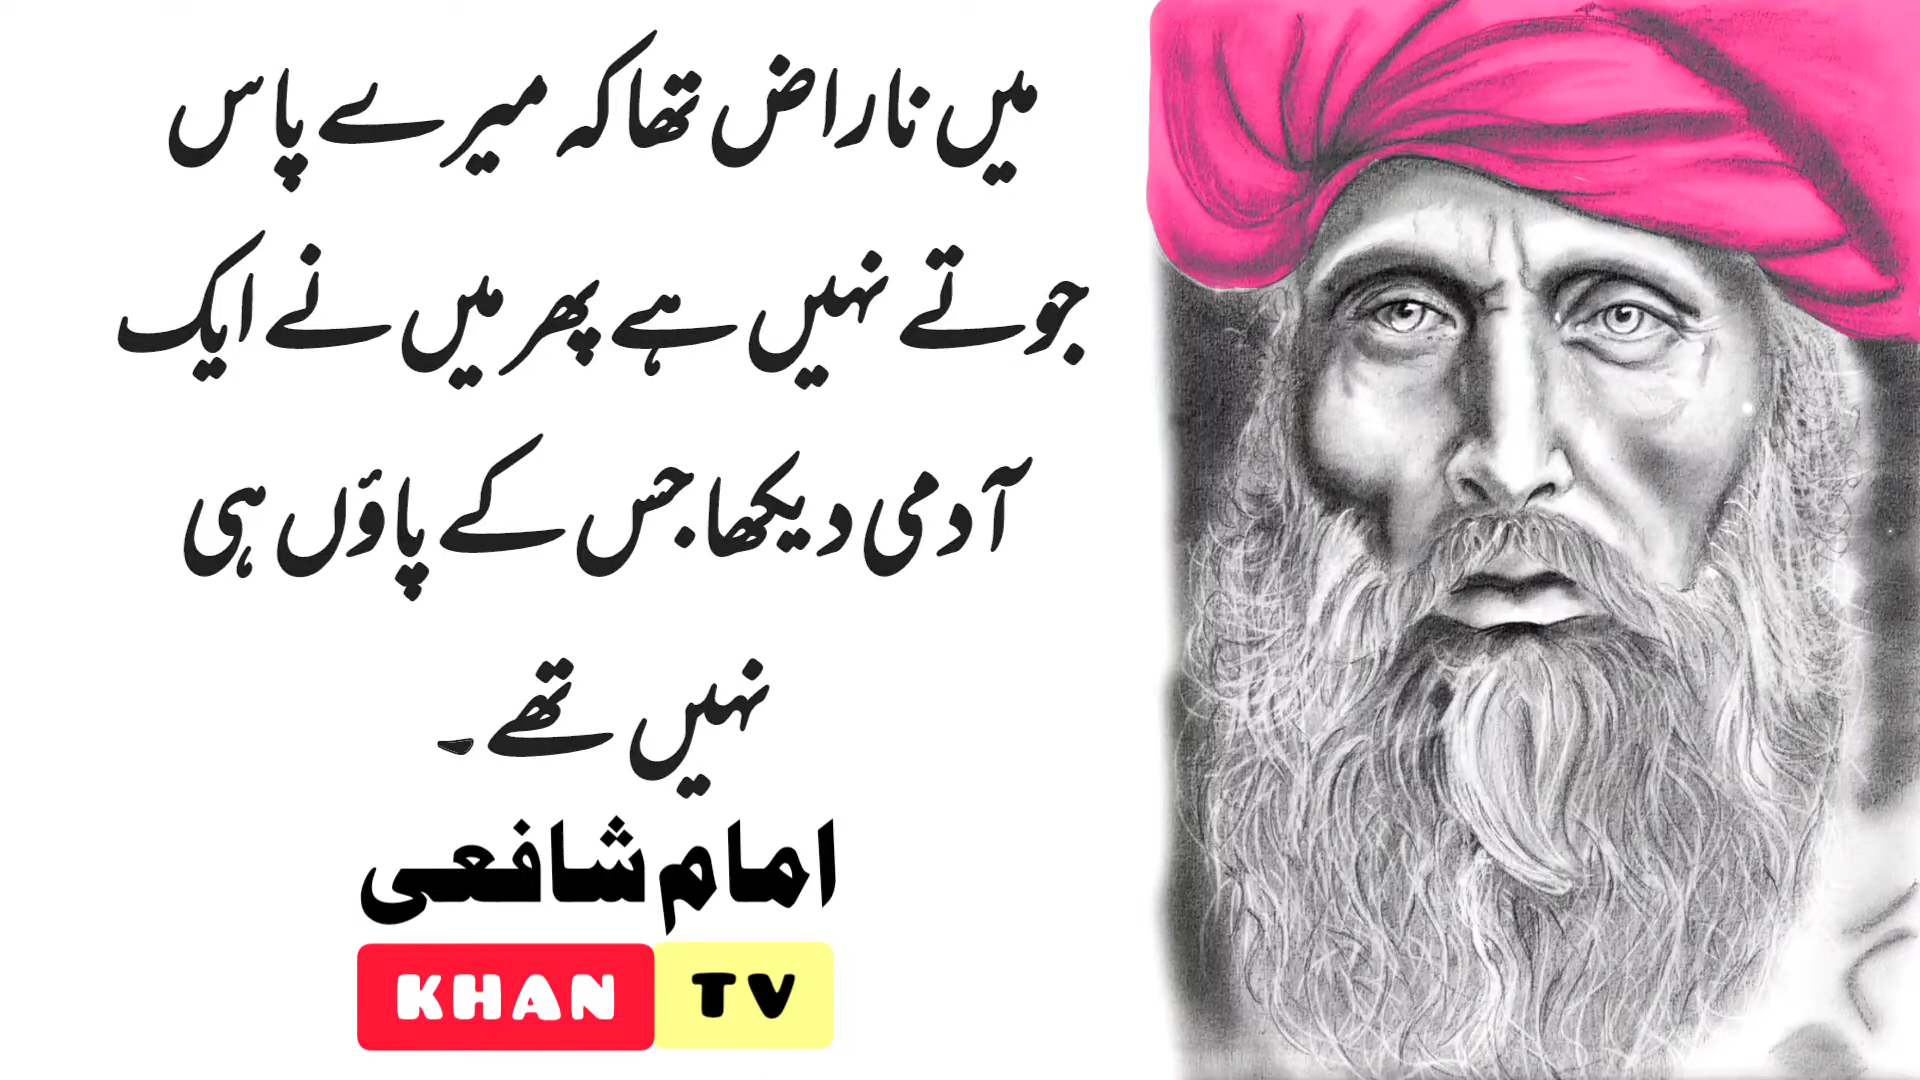 میں ناراض تھا کہ میرے پاس
جوتے نہیں ہے پھر میں نے ایک
آدمی دیکھا جس کے پاؤں ہی
نہیں تھے۔
امام شافعی
KHAN TV